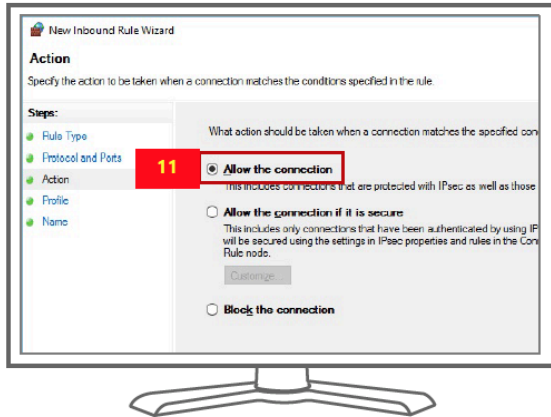 New Inbound Rule Wizard
Action
Specify the action to be taken when a connection matches the conditions specified in the rule.
Steps:
Rule Type
Protocol and Ports
Action
Profile
Name
What action should be taken when a connection matches the specified con
11
Allow the connection
This includes connections that are protected with IPsec as well as those
Allow the connection if it is secure
This includes only connections that have been authenticated by using IP
will be secured using the settings in IPsec properties and rules in the Con
Rule node.
Customize...
Block the connection